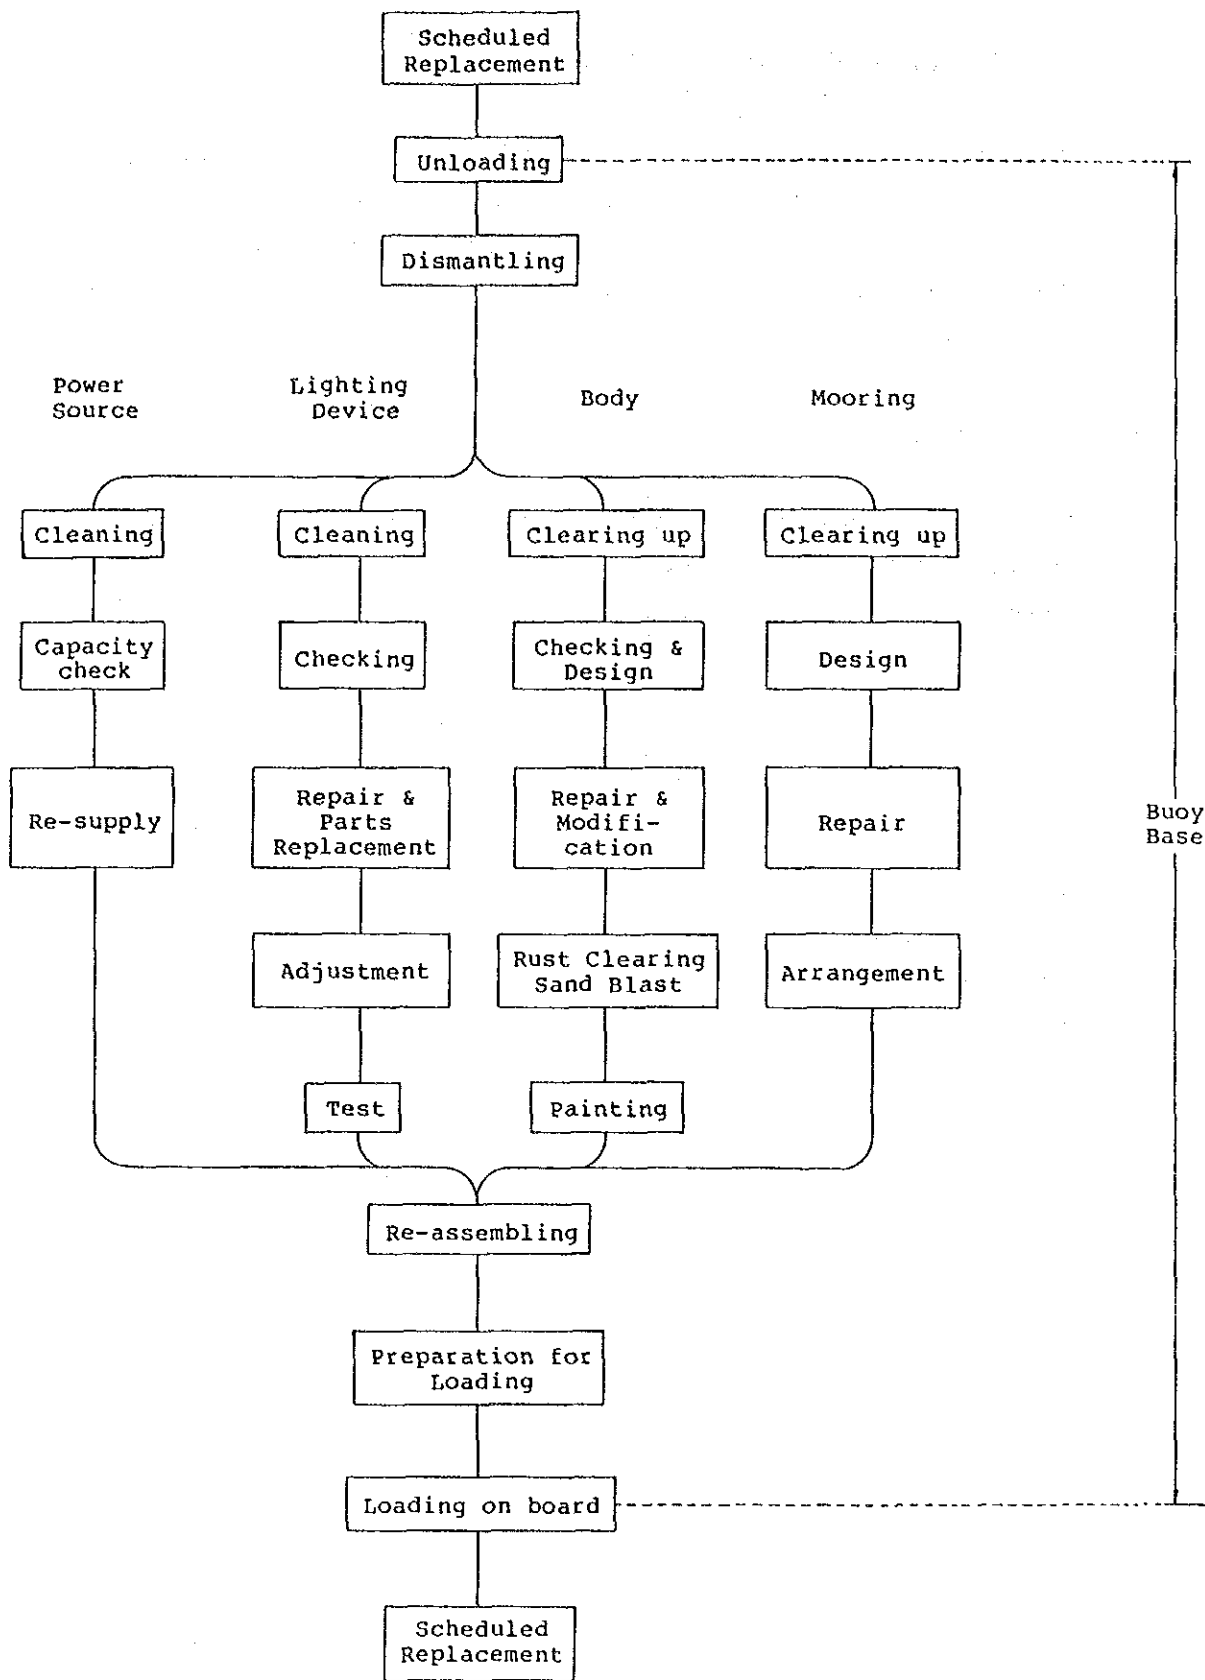 Scheduled
Replacement
Unloading
Dismantling
Power
Source
Lighting
Device
Body
Mooring
Cleaning
Cleaning
Clearing up
Clearing up
Capacity
check
Checking
Checking &
Design
Design
Re-supply
Repair &
Parts
Replacement
Repair &
Modifi-
cation
Repair
Buoy
Base
Adjustment
Rust Clearing
Sand Blast
Arrangement
Test
Painting
Re-assembling
Preparation for
Loading
Loading on board
Scheduled
Replacement